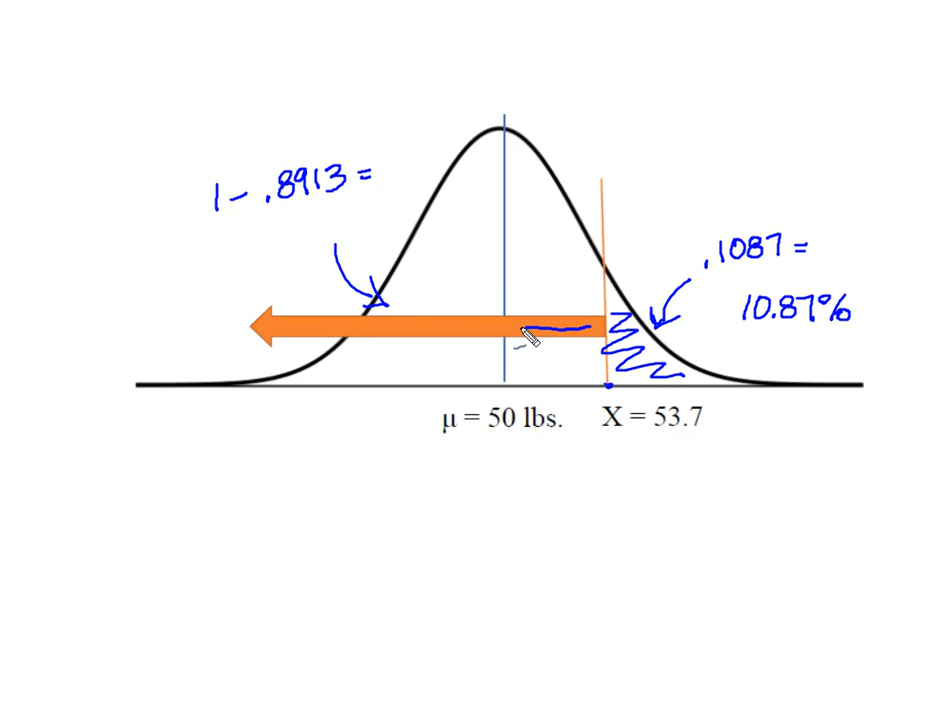 1 - .8913 =
.1087 =
10.87%
μ = 50 lbs.
X = 53.7